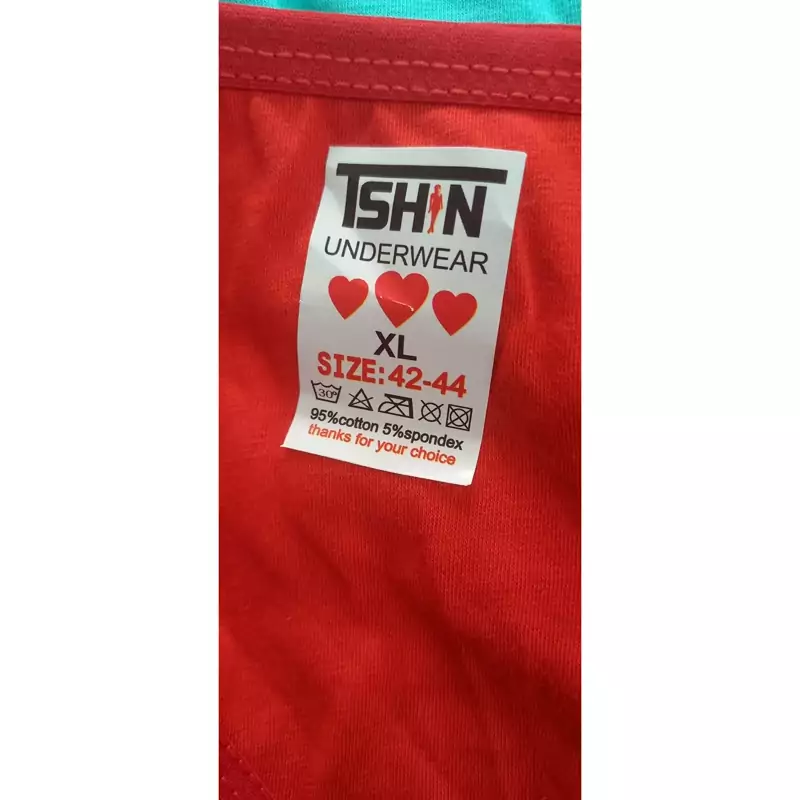 TSHIN
UNDERWEAR
XL
SIZE:42-44
30°
95%cotton 5%spondex
thanks for your choice